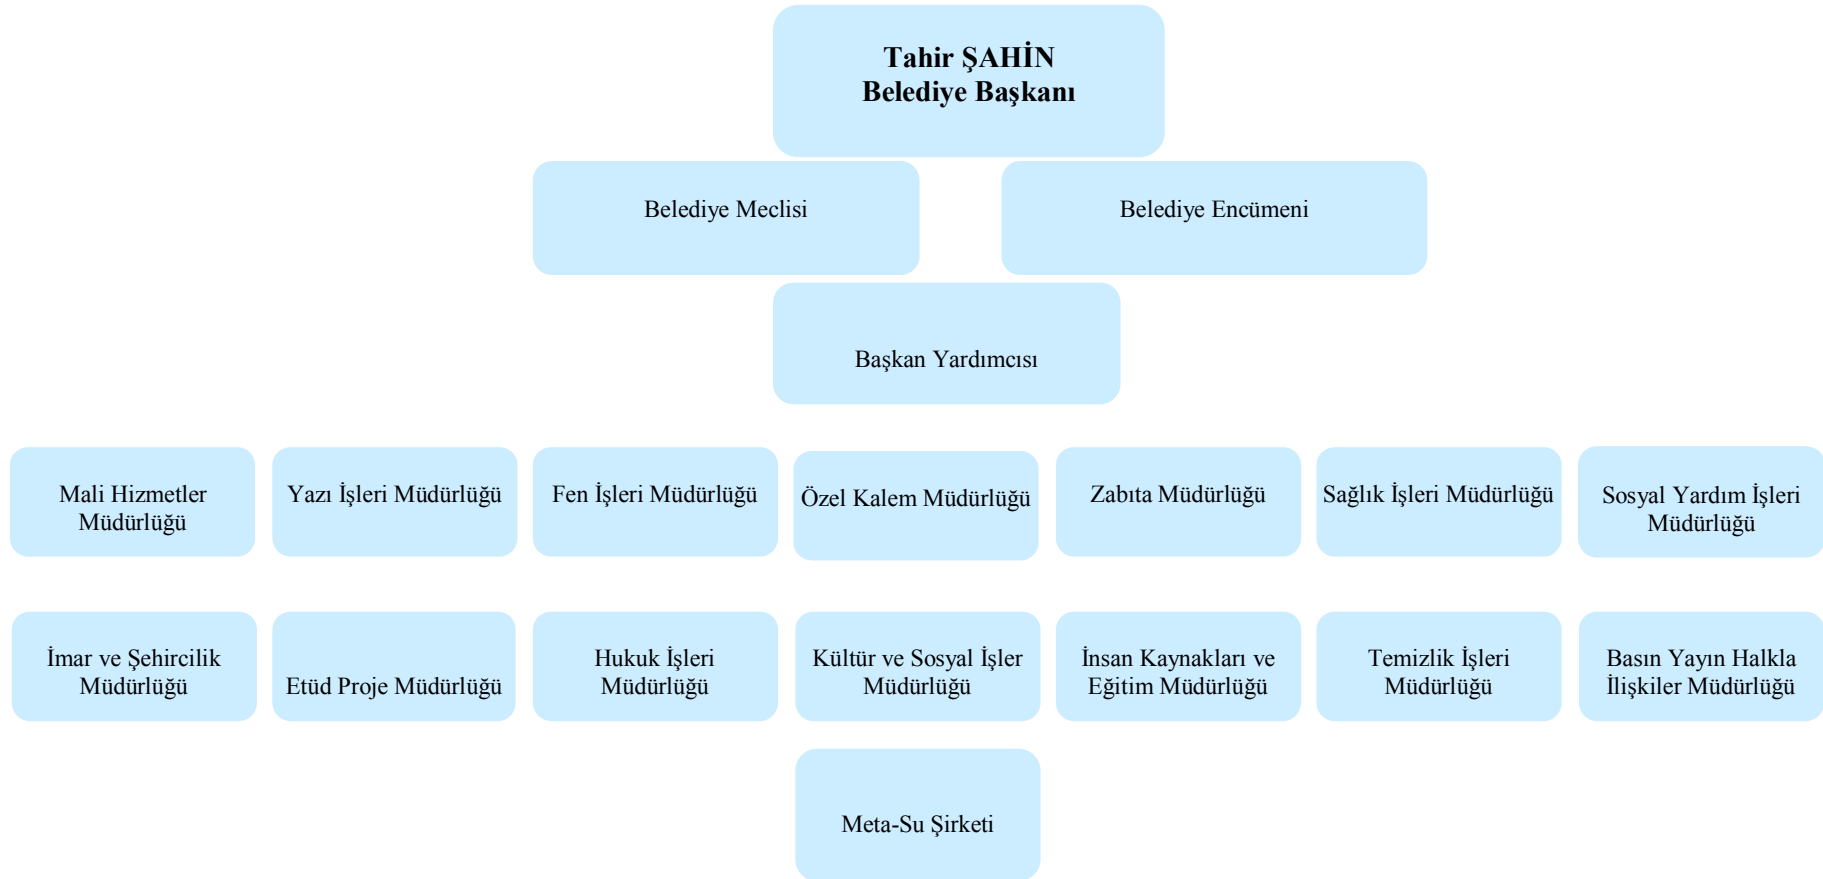 Tahir ŞAHİN
Belediye Başkanı
Belediye Meclisi
Belediye Encümeni
Başkan Yardımcısı
Mali Hizmetler
Müdürlüğü
Yazı İşleri Müdürlüğü
Fen İşleri Müdürlüğü
Özel Kalem Müdürlüğü
Zabıta Müdürlüğü
Sağlık İşleri Müdürlüğü
Sosyal Yardım İşleri
Müdürlüğü
İmar ve Şehircilik
Müdürlüğü
Etüd Proje Müdürlüğü
Hukuk İşleri
Müdürlüğü
Kültür ve Sosyal İşler
Müdürlüğü
İnsan Kaynakları ve
Eğitim Müdürlüğü
Temizlik İşleri
Müdürlüğü
Basın Yayın Halkla
İlişkiler Müdürlüğü
Meta-Su Şirketi